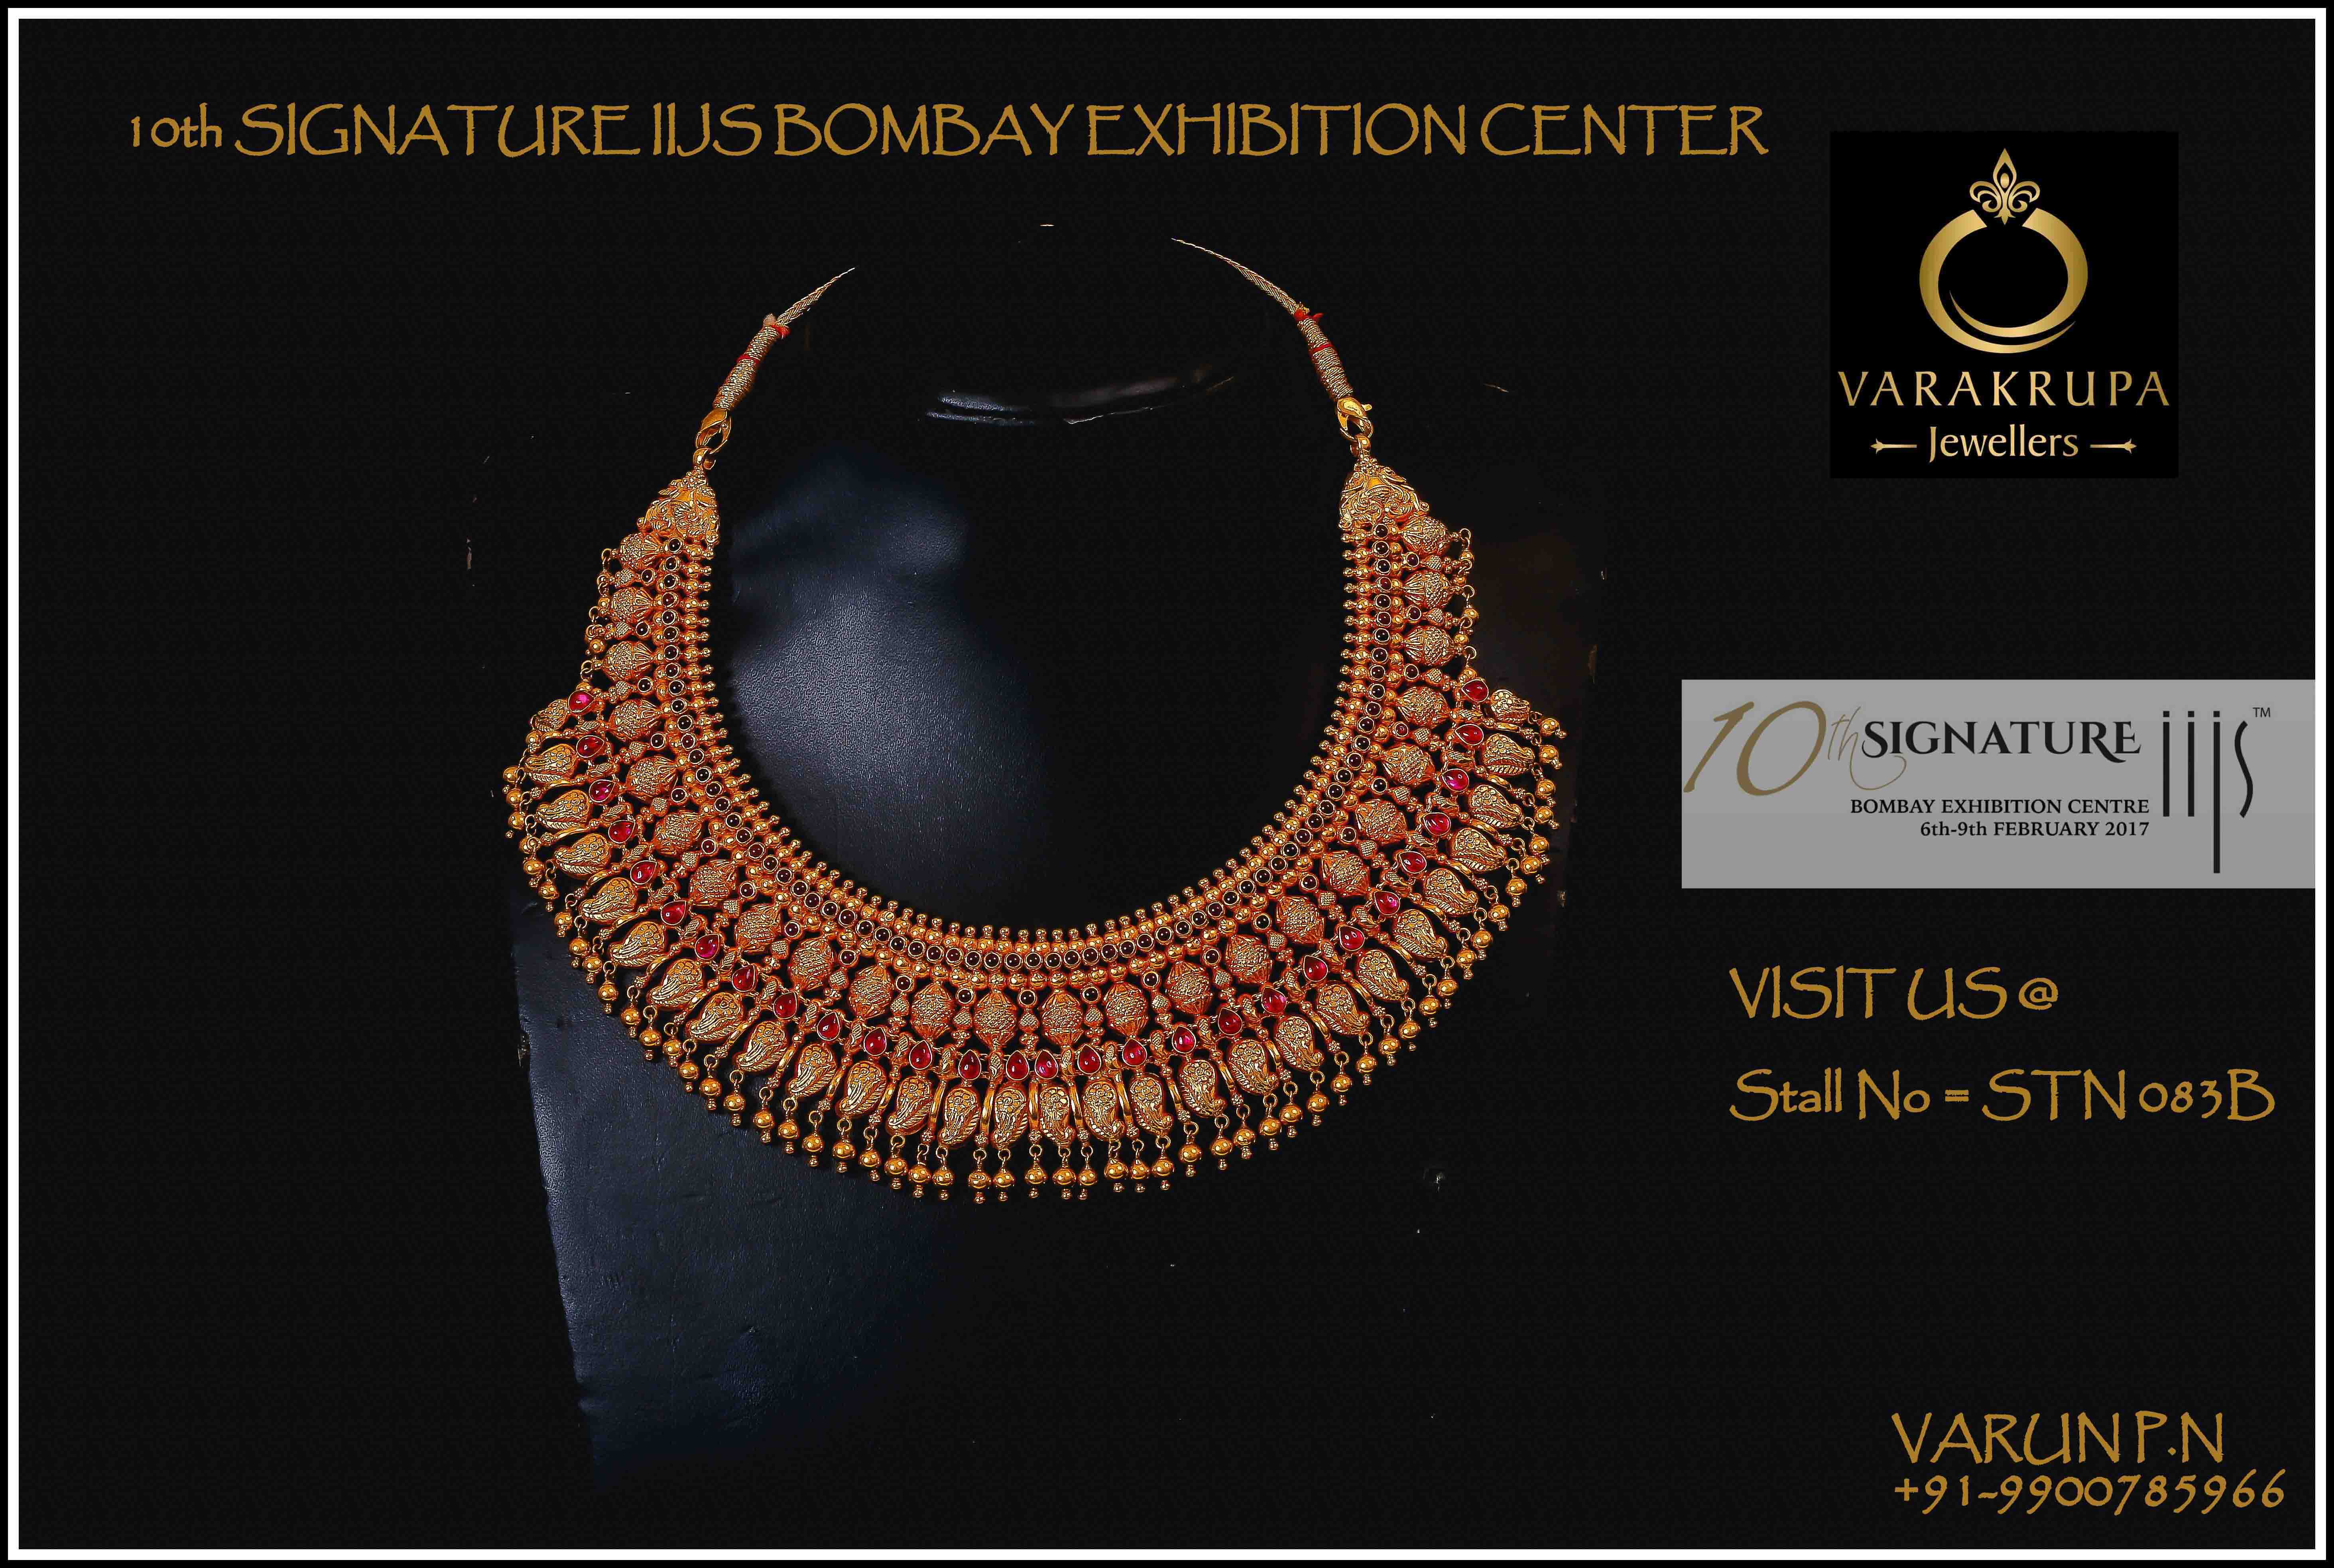 10th SIGNATURE IIJS BOMBAY EXHIBITION CENTER
VARAKRUPA
Jewellers
10th SIGNATURE iijs™
BOMBAY EXHIBITION CENTRE
6th-9th FEBRUARY 2017
VISIT US @
Stall No = STN 083B
VARUN P.N
+91-9900785966